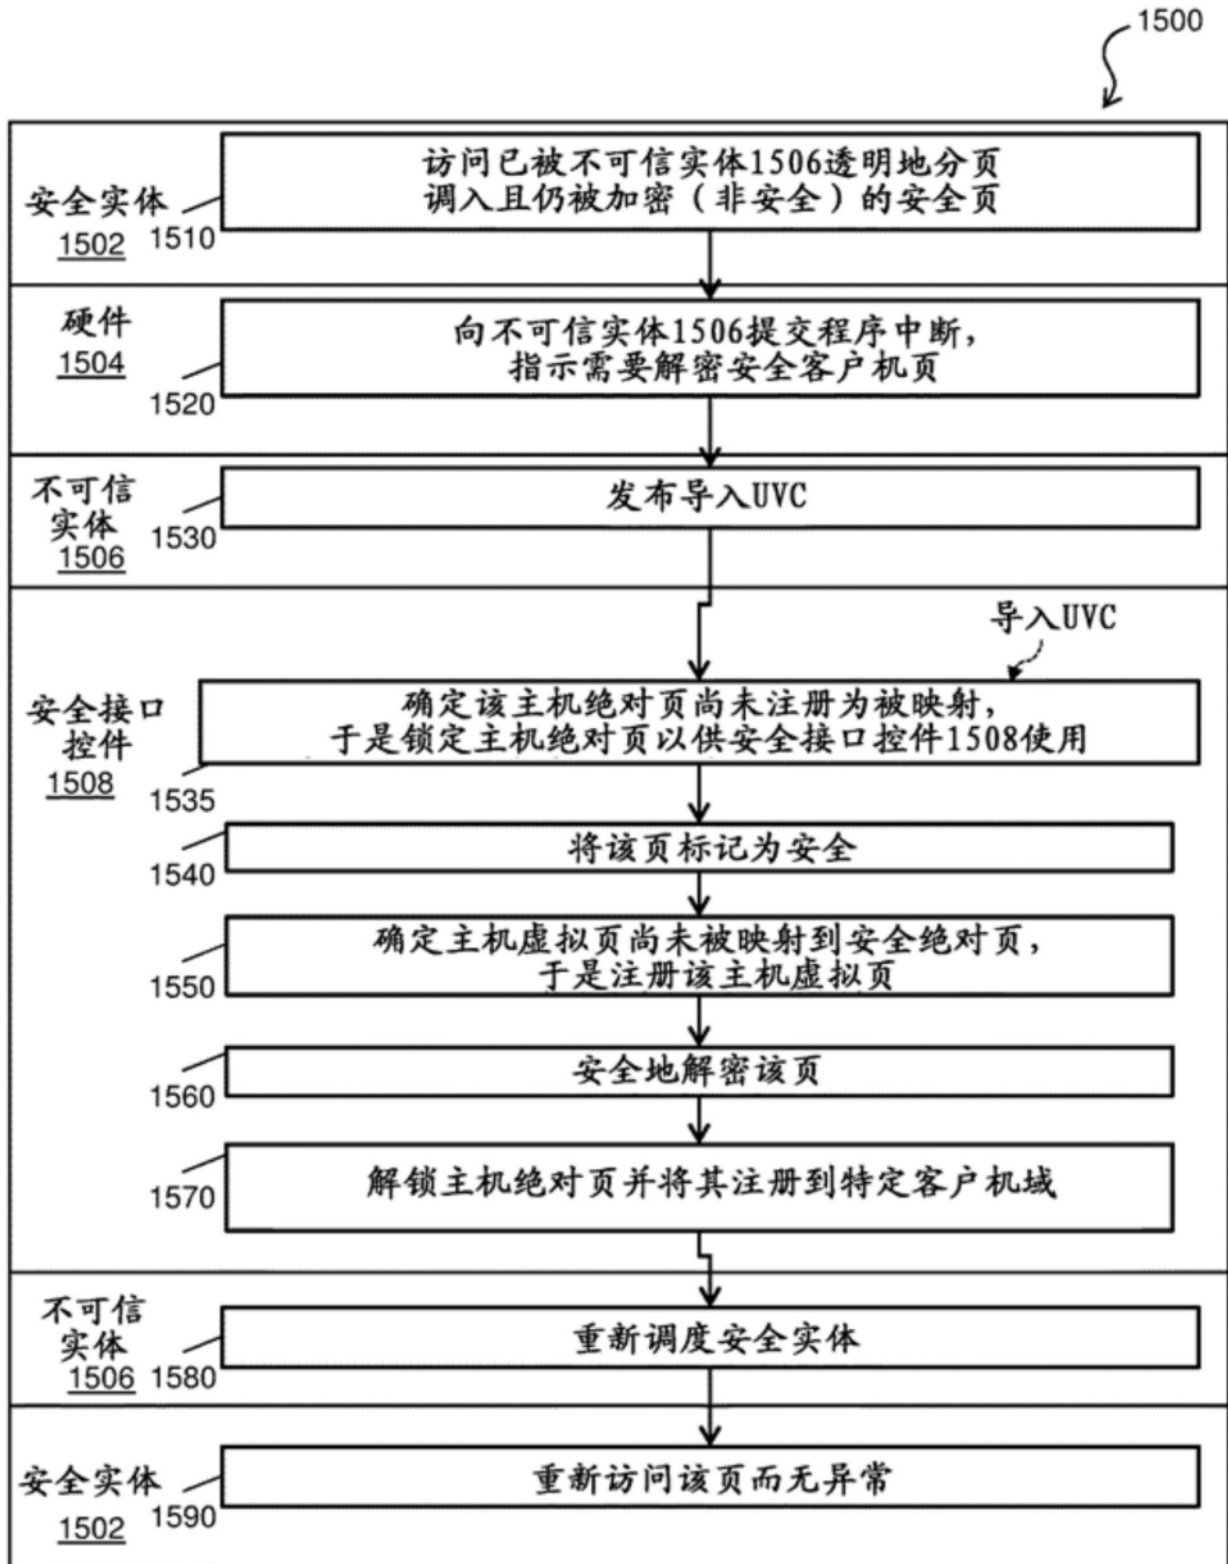 1500
安全实体
1502
1510
访问已被不可信实体1506透明地分页
调入且仍被加密（非安全）的安全页
硬件
1504
1520
向不可信实体1506提交程序中断，
指示需要解密安全客户机页
不可信
实体
1506
1530
发布导入UVC
导入UVC
安全接口
控件
1508
1535
确定该主机绝对页尚未注册为被映射，
于是锁定主机绝对页以供安全接口控件1508使用
1540
将该页标记为安全
1550
确定主机虚拟页尚未被映射到安全绝对页，
于是注册该主机虚拟页
1560
安全地解密该页
1570
解锁主机绝对页并将其注册到特定客户机域
不可信
实体
1506
1580
重新调度安全实体
安全实体
1502
1590
重新访问该页而无异常